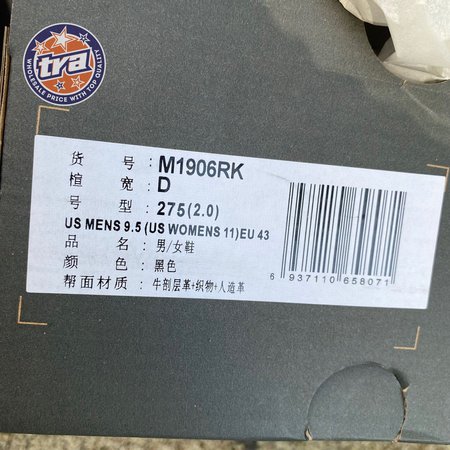 tra
WHOLESALE PRICE WITH TOP QUALITY
货 号：M1906RK
楦 宽：D
号 型：275(2.0)
US MENS 9.5(US WOMENS 11)EU 43
品 名：男/女鞋
颜 色：黑色
帮面材质：牛剖层革+织物+人造革
6 937110 658071